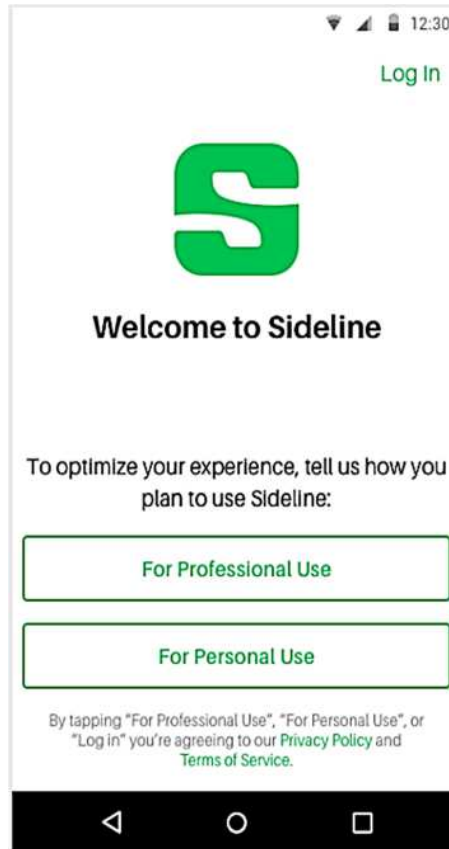 12:30
Log In
S
Welcome to Sideline
To optimize your experience, tell us how you
plan to use Sideline:
For Professional Use
For Personal Use
By tapping "For Professional Use", "For Personal Use", or
"Log in" you're agreeing to our Privacy Policy and
Terms of Service.